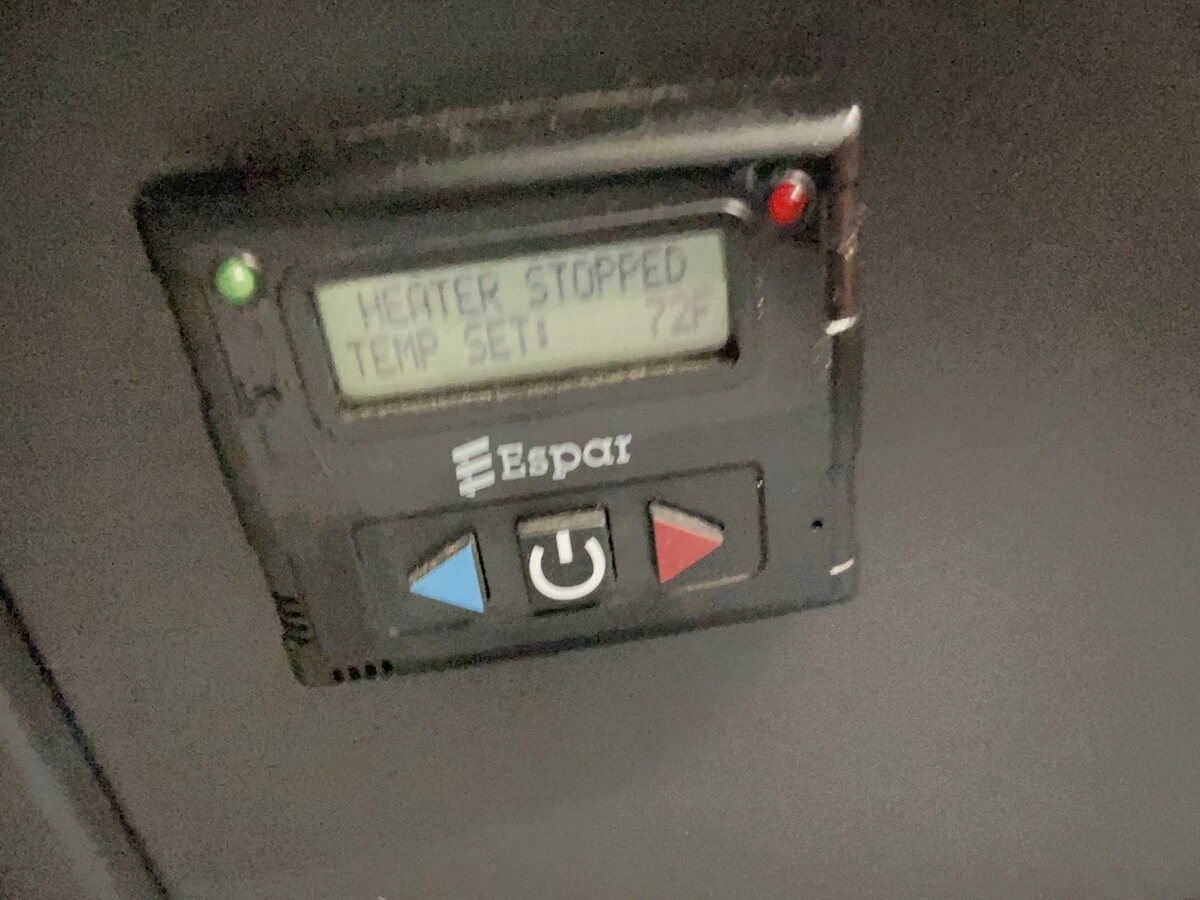 HEATER STOPPED
TEMP SET: 72F
Espar